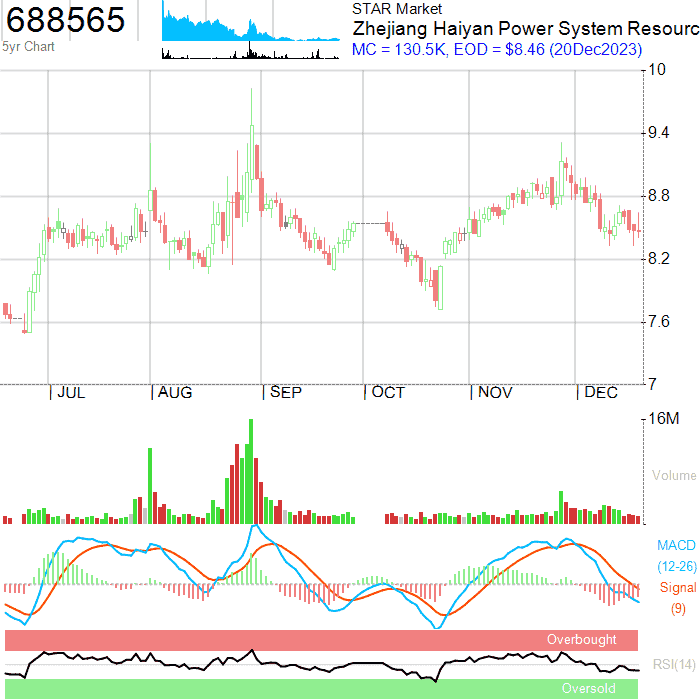 688565
5yr Chart
STAR Market
Zhejiang Haiyan Power System Resourc
MC = 130.5K, EOD = $8.46 (20Dec2023)
10
9.4
8.8
8.2
7.6
7
JUL
AUG
SEP
OCT
NOV
DEC
16M
Volume
MACD
(12-26)
Signal
(9)
Overbought
RSI(14)
Oversold